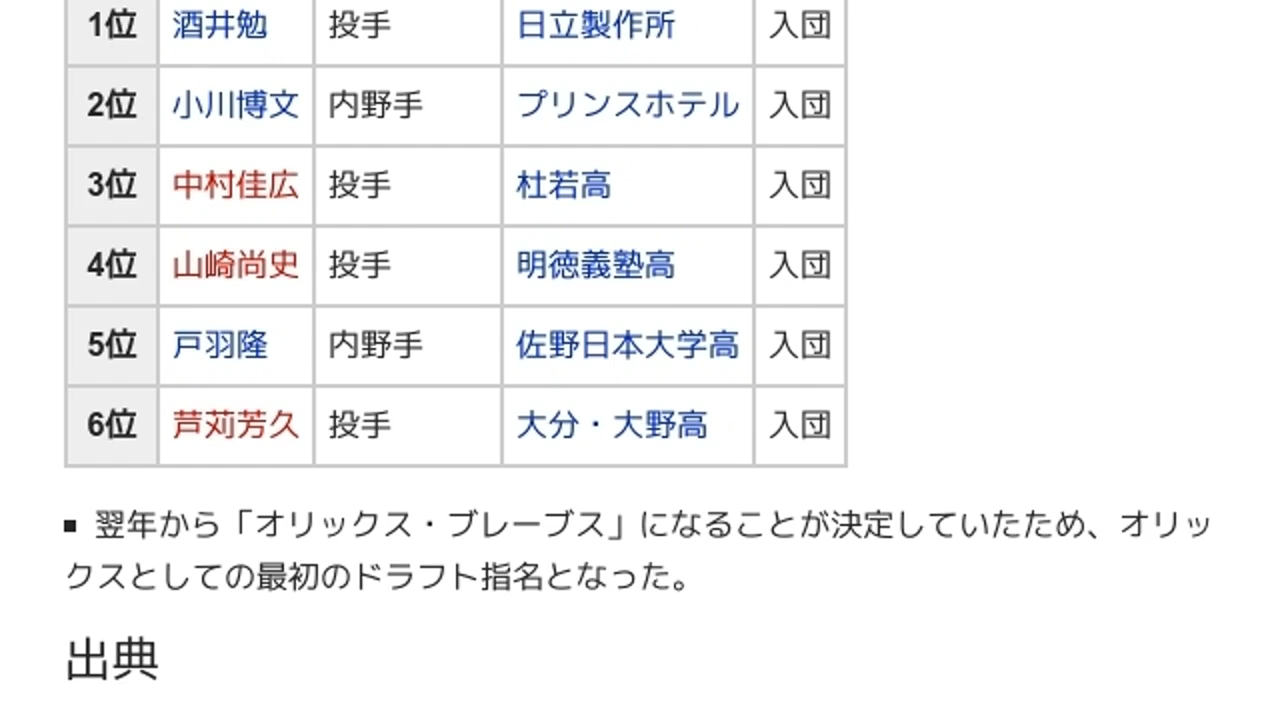 1位 酒井勉 投手 日立製作所 入団
2位 小川博文 内野手 プリンスホテル 入団
3位 中村佳広 投手 杜若高 入団
4位 山崎尚史 投手 明徳義塾高 入団
5位 戸羽隆 内野手 佐野日本大学高 入団
6位 芦苅芳久 投手 大分・大野高 入団
▪ 翌年から「オリックス・ブレーブス」になることが決定していたため、オリッ
クスとしての最初のドラフト指名となった。
出典